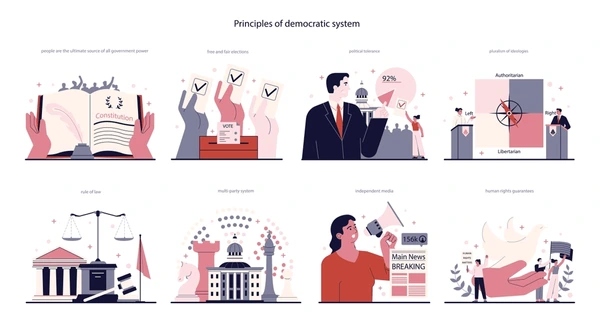 Principles of democratic system
people are the ultimate source of all government power
free and fair elections
political tolerance
pluralism of ideologies
Constitution
VOTE
92%
Authoritarian
Left
Right
Libertarian
rule of law
multi-party system
independent media
human rights guarantees
156k
Main News
BREAKING